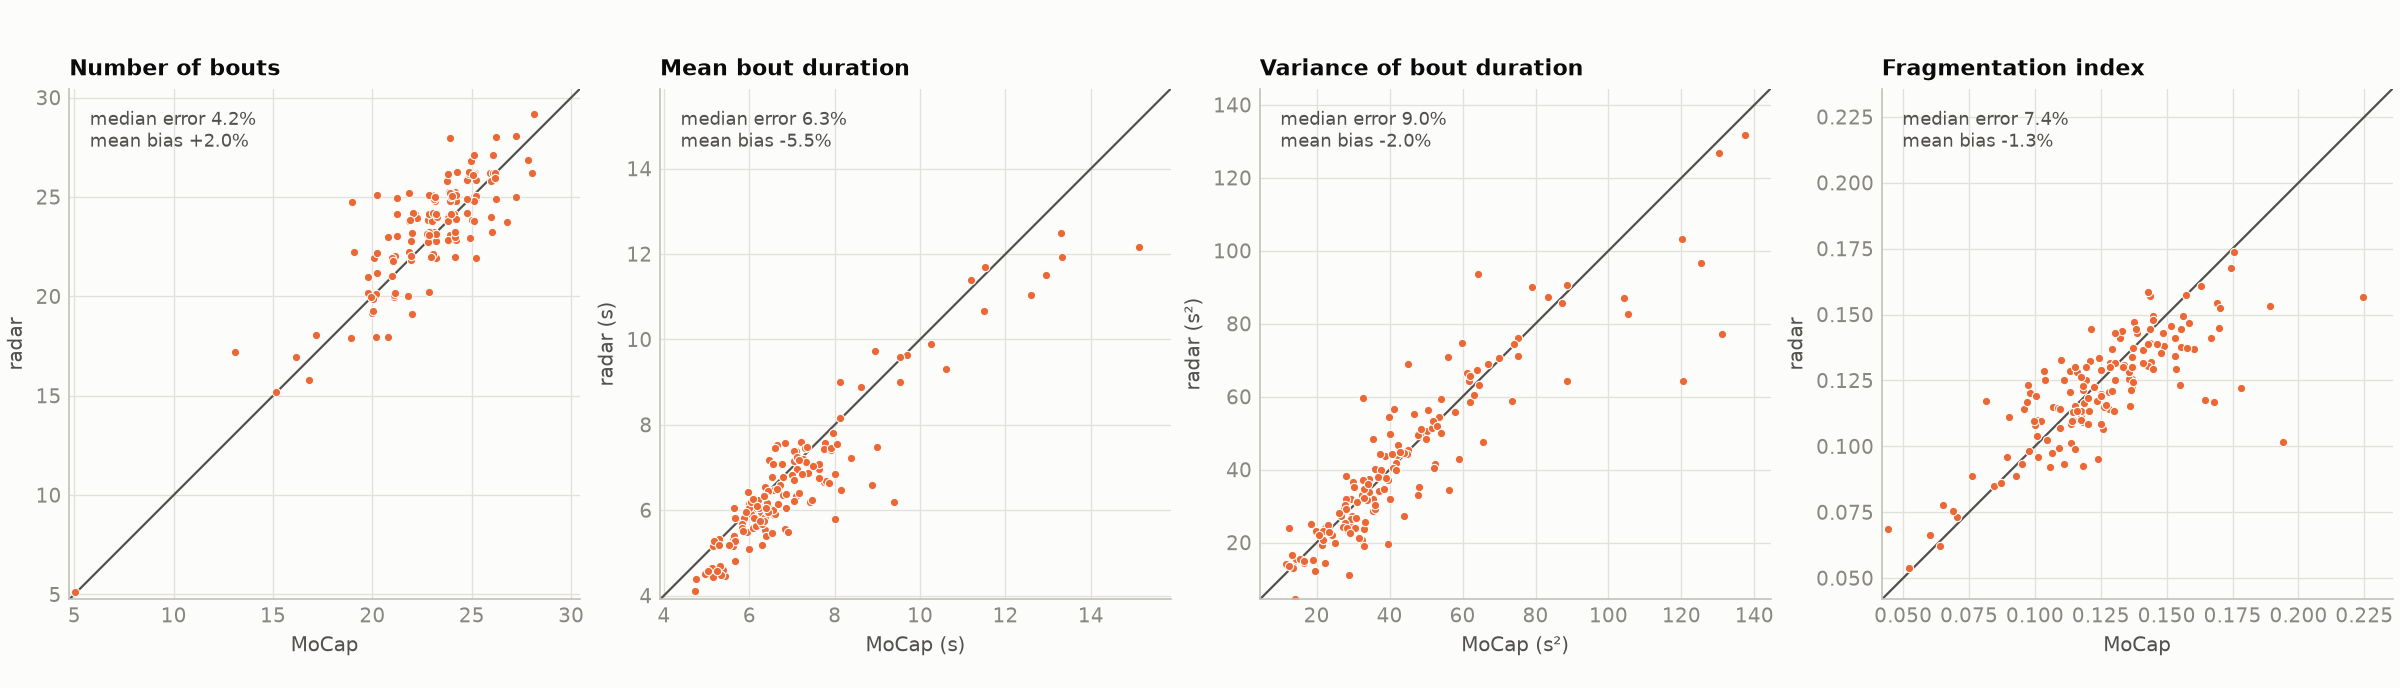 Number of bouts
median error 4.2%
mean bias +2.0%
30
25
20
15
10
5
radar
5 10 15 20 25 30
MoCap
Mean bout duration
median error 6.3%
mean bias -5.5%
14
12
10
8
6
4
radar (s)
4 6 8 10 12 14
MoCap (s)
Variance of bout duration
median error 9.0%
mean bias -2.0%
140
120
100
80
60
40
20
radar (s²)
20 40 60 80 100 120 140
MoCap (s²)
Fragmentation index
median error 7.4%
mean bias -1.3%
0.225
0.200
0.175
0.150
0.125
0.100
0.075
0.050
radar
0.050 0.075 0.100 0.125 0.150 0.175 0.200 0.225
MoCap